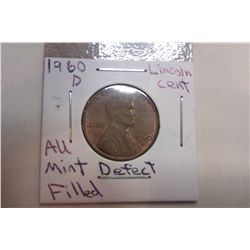 1960 Lincoln
D cent
All
Mint Defect
Filled